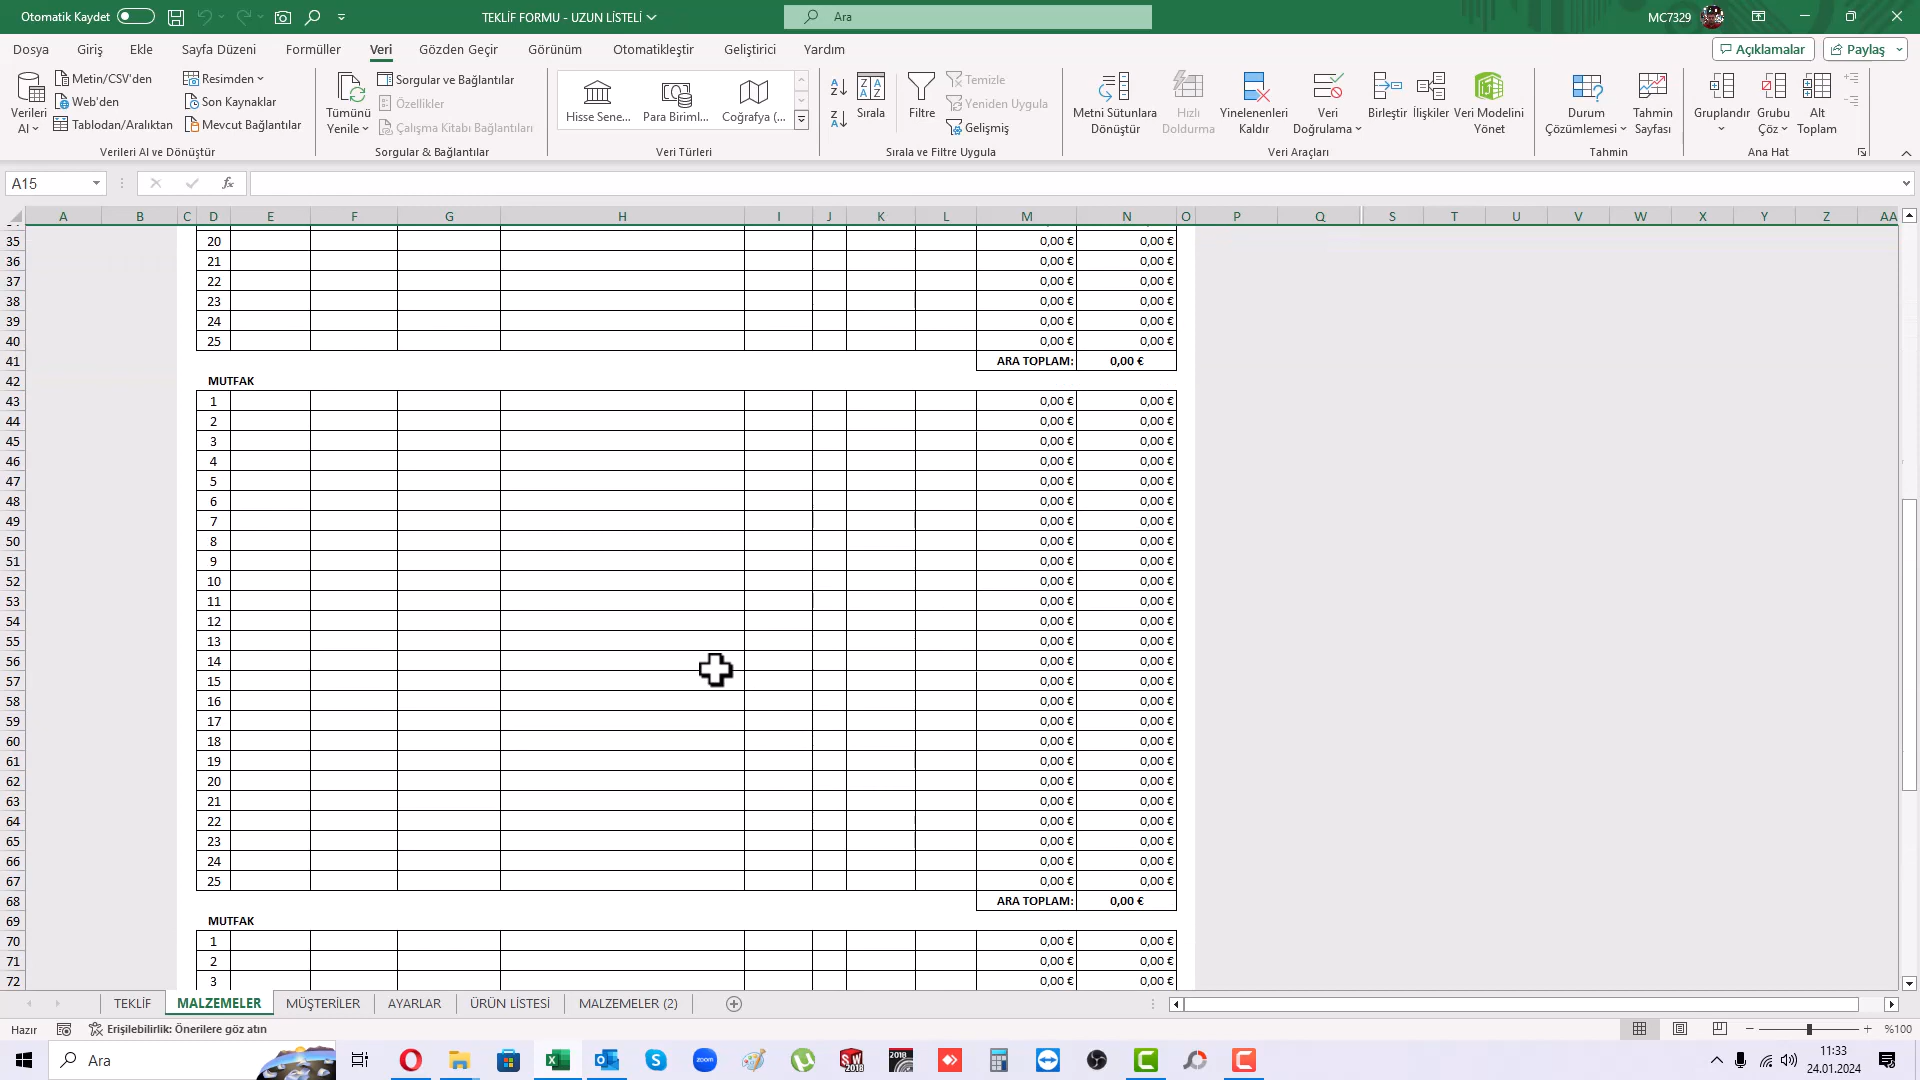 Otomatik Kaydet
TEKLİF FORMU - UZUN LİSTELİ
Ara
MC7329
Dosya Giriş Ekle Sayfa Düzeni Formüller Veri Gözden Geçir Görünüm Otomatikleştir Geliştirici Yardım
Açıklamalar
Paylaş
Verileri Al
Metin/CSV'den
Web'den
Tablodan/Aralıktan
Resimden
Son Kaynaklar
Mevcut Bağlantılar
Verileri Al ve Dönüştür
Tümünü Yenile
Sorgular ve Bağlantılar
Özellikler
Çalışma Kitabı Bağlantıları
Sorgular & Bağlantılar
Hisse Sene... Para Biriml... Coğrafya (...
Veri Türleri
Sırala
Filtre
Temizle
Yeniden Uygula
Gelişmiş
Sırala ve Filtre Uygula
Metni Sütunlara Dönüştür
Hızlı Doldurma
Yinelenenleri Kaldır
Veri Doğrulama
Birleştir
İlişkiler
Veri Modelini Yönet
Veri Araçları
Durum Çözümlemesi
Tahmin Sayfası
Tahmin
Gruplandır
Grubu Çöz
Alt Toplam
Ana Hat
A15
fx
A B C D E F G H I J K L M N O P Q S T U V W X Y Z AA
35 20 0,00 € 0,00 €
36 21 0,00 € 0,00 €
37 22 0,00 € 0,00 €
38 23 0,00 € 0,00 €
39 24 0,00 € 0,00 €
40 25 0,00 € 0,00 €
41 ARA TOPLAM: 0,00 €
42 MUTFAK
43 1 0,00 € 0,00 €
44 2 0,00 € 0,00 €
45 3 0,00 € 0,00 €
46 4 0,00 € 0,00 €
47 5 0,00 € 0,00 €
48 6 0,00 € 0,00 €
49 7 0,00 € 0,00 €
50 8 0,00 € 0,00 €
51 9 0,00 € 0,00 €
52 10 0,00 € 0,00 €
53 11 0,00 € 0,00 €
54 12 0,00 € 0,00 €
55 13 0,00 € 0,00 €
56 14 0,00 € 0,00 €
57 15 0,00 € 0,00 €
58 16 0,00 € 0,00 €
59 17 0,00 € 0,00 €
60 18 0,00 € 0,00 €
61 19 0,00 € 0,00 €
62 20 0,00 € 0,00 €
63 21 0,00 € 0,00 €
64 22 0,00 € 0,00 €
65 23 0,00 € 0,00 €
66 24 0,00 € 0,00 €
67 25 0,00 € 0,00 €
68 ARA TOPLAM: 0,00 €
69 MUTFAK
70 1 0,00 € 0,00 €
71 2 0,00 € 0,00 €
72 3 0,00 € 0,00 €
TEKLİF MALZEMELER MÜŞTERİLER AYARLAR ÜRÜN LİSTESİ MALZEMELER (2)
Hazır
Erişilebilirlik: Önerilere göz atın
%100
Ara
zoom
SW 2018
2018
11:33
24.01.2024